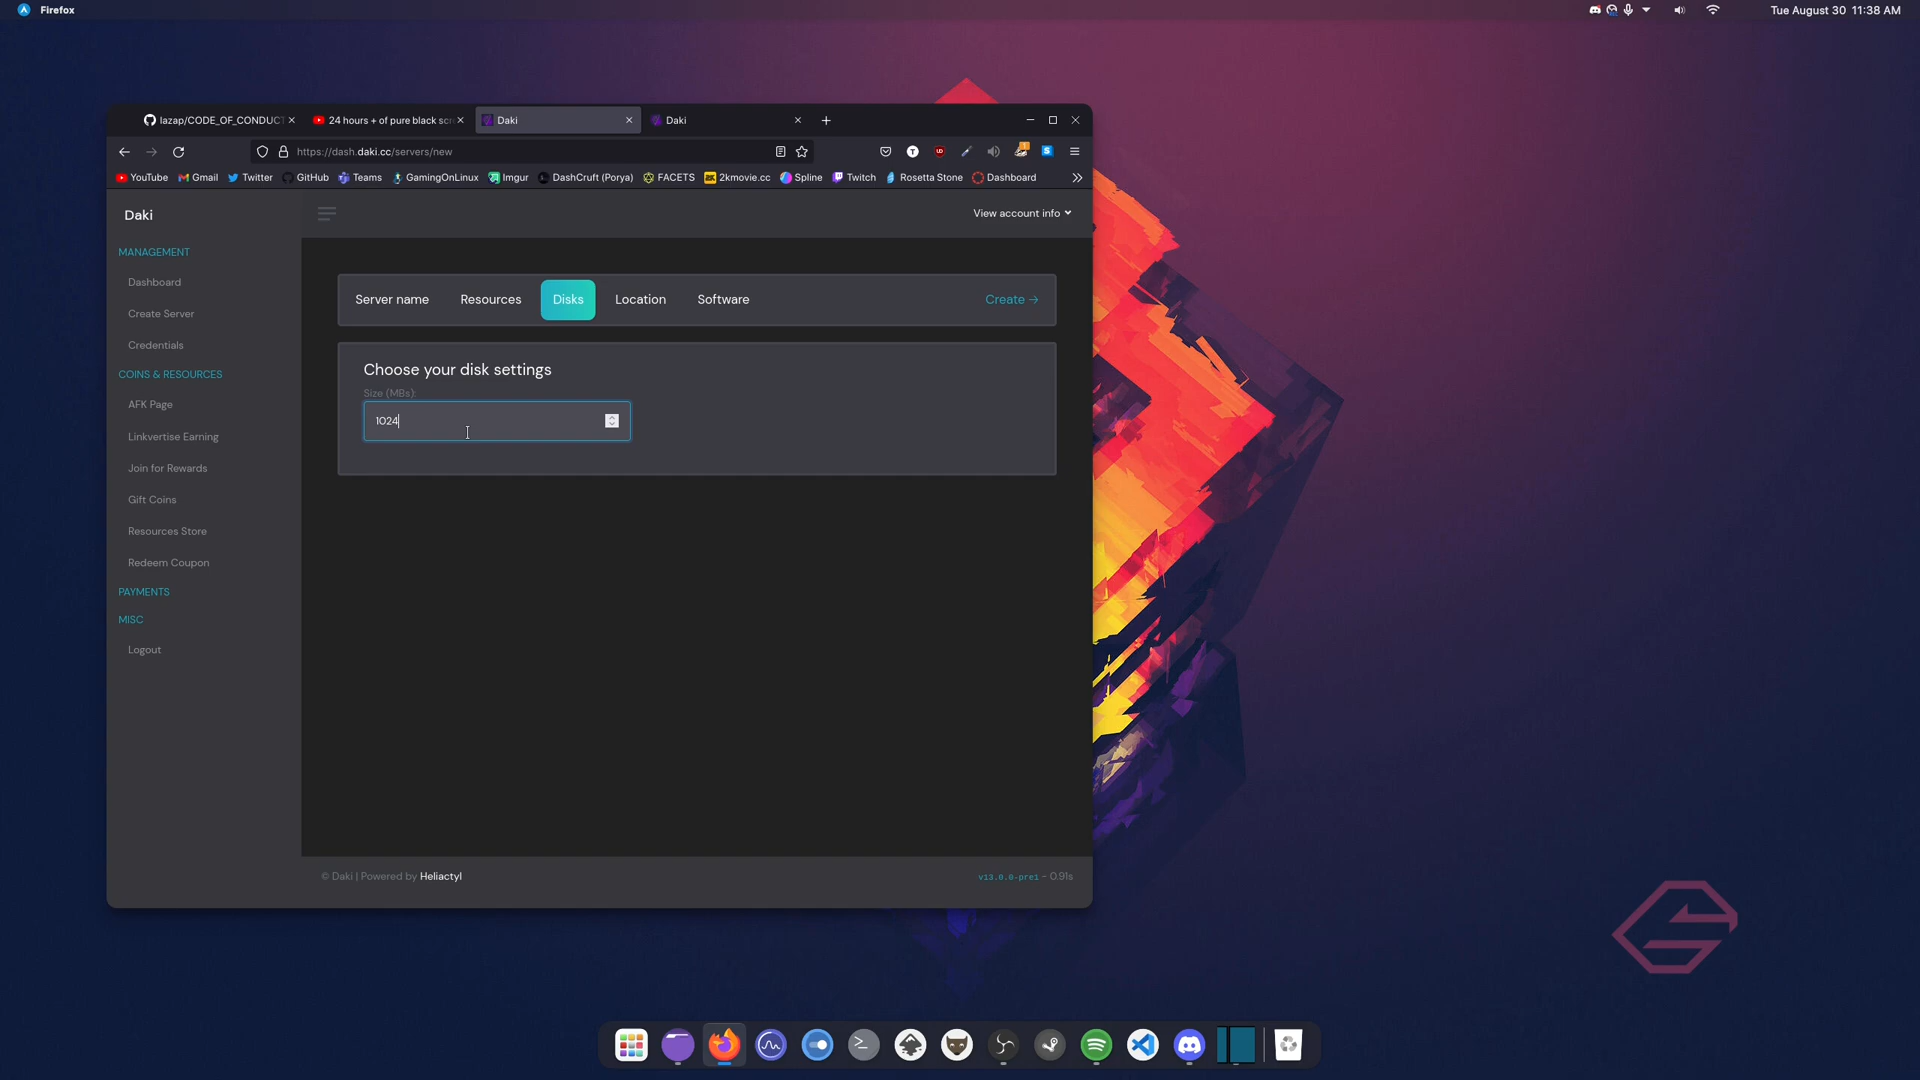 Firefox
Tue August 30 11:38 AM
lazap/CODE_OF_CONDUCT
24 hours + of pure black scr
Daki
Daki
https://dash.daki.cc/servers/new
YouTube
Gmail
Twitter
GitHub
Teams
GamingOnLinux
Imgur
DashCruft (Porya)
FACETS
2kmovie.cc
Spline
Twitch
Rosetta Stone
Dashboard
Daki
View account info
MANAGEMENT
Dashboard
Create Server
Credentials
COINS & RESOURCES
AFK Page
Linkvertise Earning
Join for Rewards
Gift Coins
Resources Store
Redeem Coupon
PAYMENTS
MISC
Logout
Server name
Resources
Disks
Location
Software
Create →
Choose your disk settings
Size (MBs):
1024
© Daki | Powered by Heliactyl
v13.0.0-pre1 – 0.91s